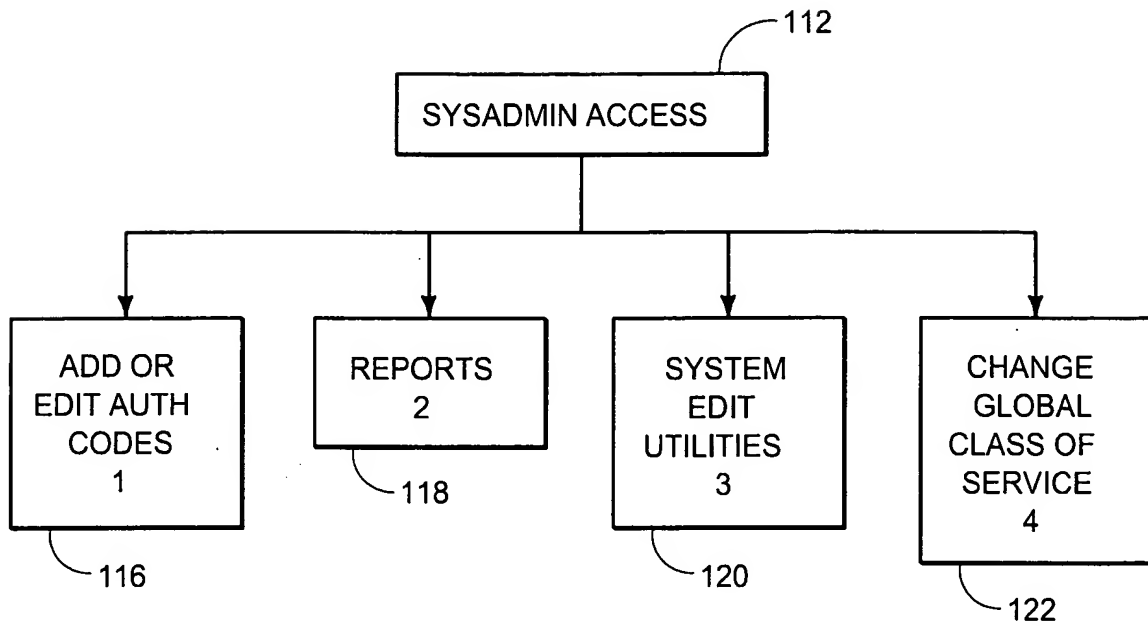 112
SYSADMIN ACCESS
ADD OR
EDIT AUTH
CODES
1
116
REPORTS
2
118
SYSTEM
EDIT
UTILITIES
3
120
CHANGE
GLOBAL
CLASS OF
SERVICE
4
122